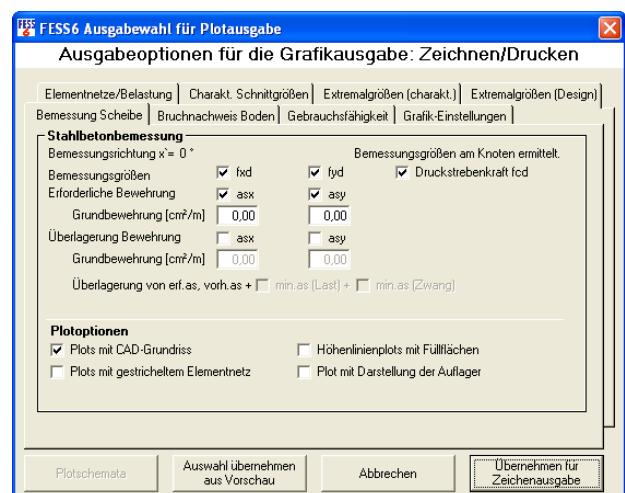 FESS6 Ausgabewahl für Plotausgabe
Ausgabeoptionen für die Grafikausgabe: Zeichnen/Drucken
Elementnetze/Belastung Charakt. Schnittgrößen Extremalgrößen (charakt.) Extremalgrößen (Design)
Bemessung Scheibe Bruchnachweis Boden Gebrauchsfähigkeit Grafik-Einstellungen
Stahlbetonbemessung
Bemessungsrichtung x`= 0 ° Bemessungsgrößen am Knoten ermittelt.
Bemessungsgrößen fxd fyd Druckstrebenkraft fcd
Erforderliche Bewehrung asx asy
Grundbewehrung [cm²/m] 0,00 0,00
Überlagerung Bewehrung asx asy
Grundbewehrung [cm²/m] 0,00 0,00
Überlagerung von erf.as, vorh.as + min.as (Last) + min.as (Zwang)
Plotoptionen
Plots mit CAD-Grundriss Höhenlinienplots mit Füllflächen
Plots mit gestricheltem Elementnetz Plot mit Darstellung der Auflager
Plotschemata Auswahl übernehmen aus Vorschau Abbrechen Übernehmen für Zeichenausgabe